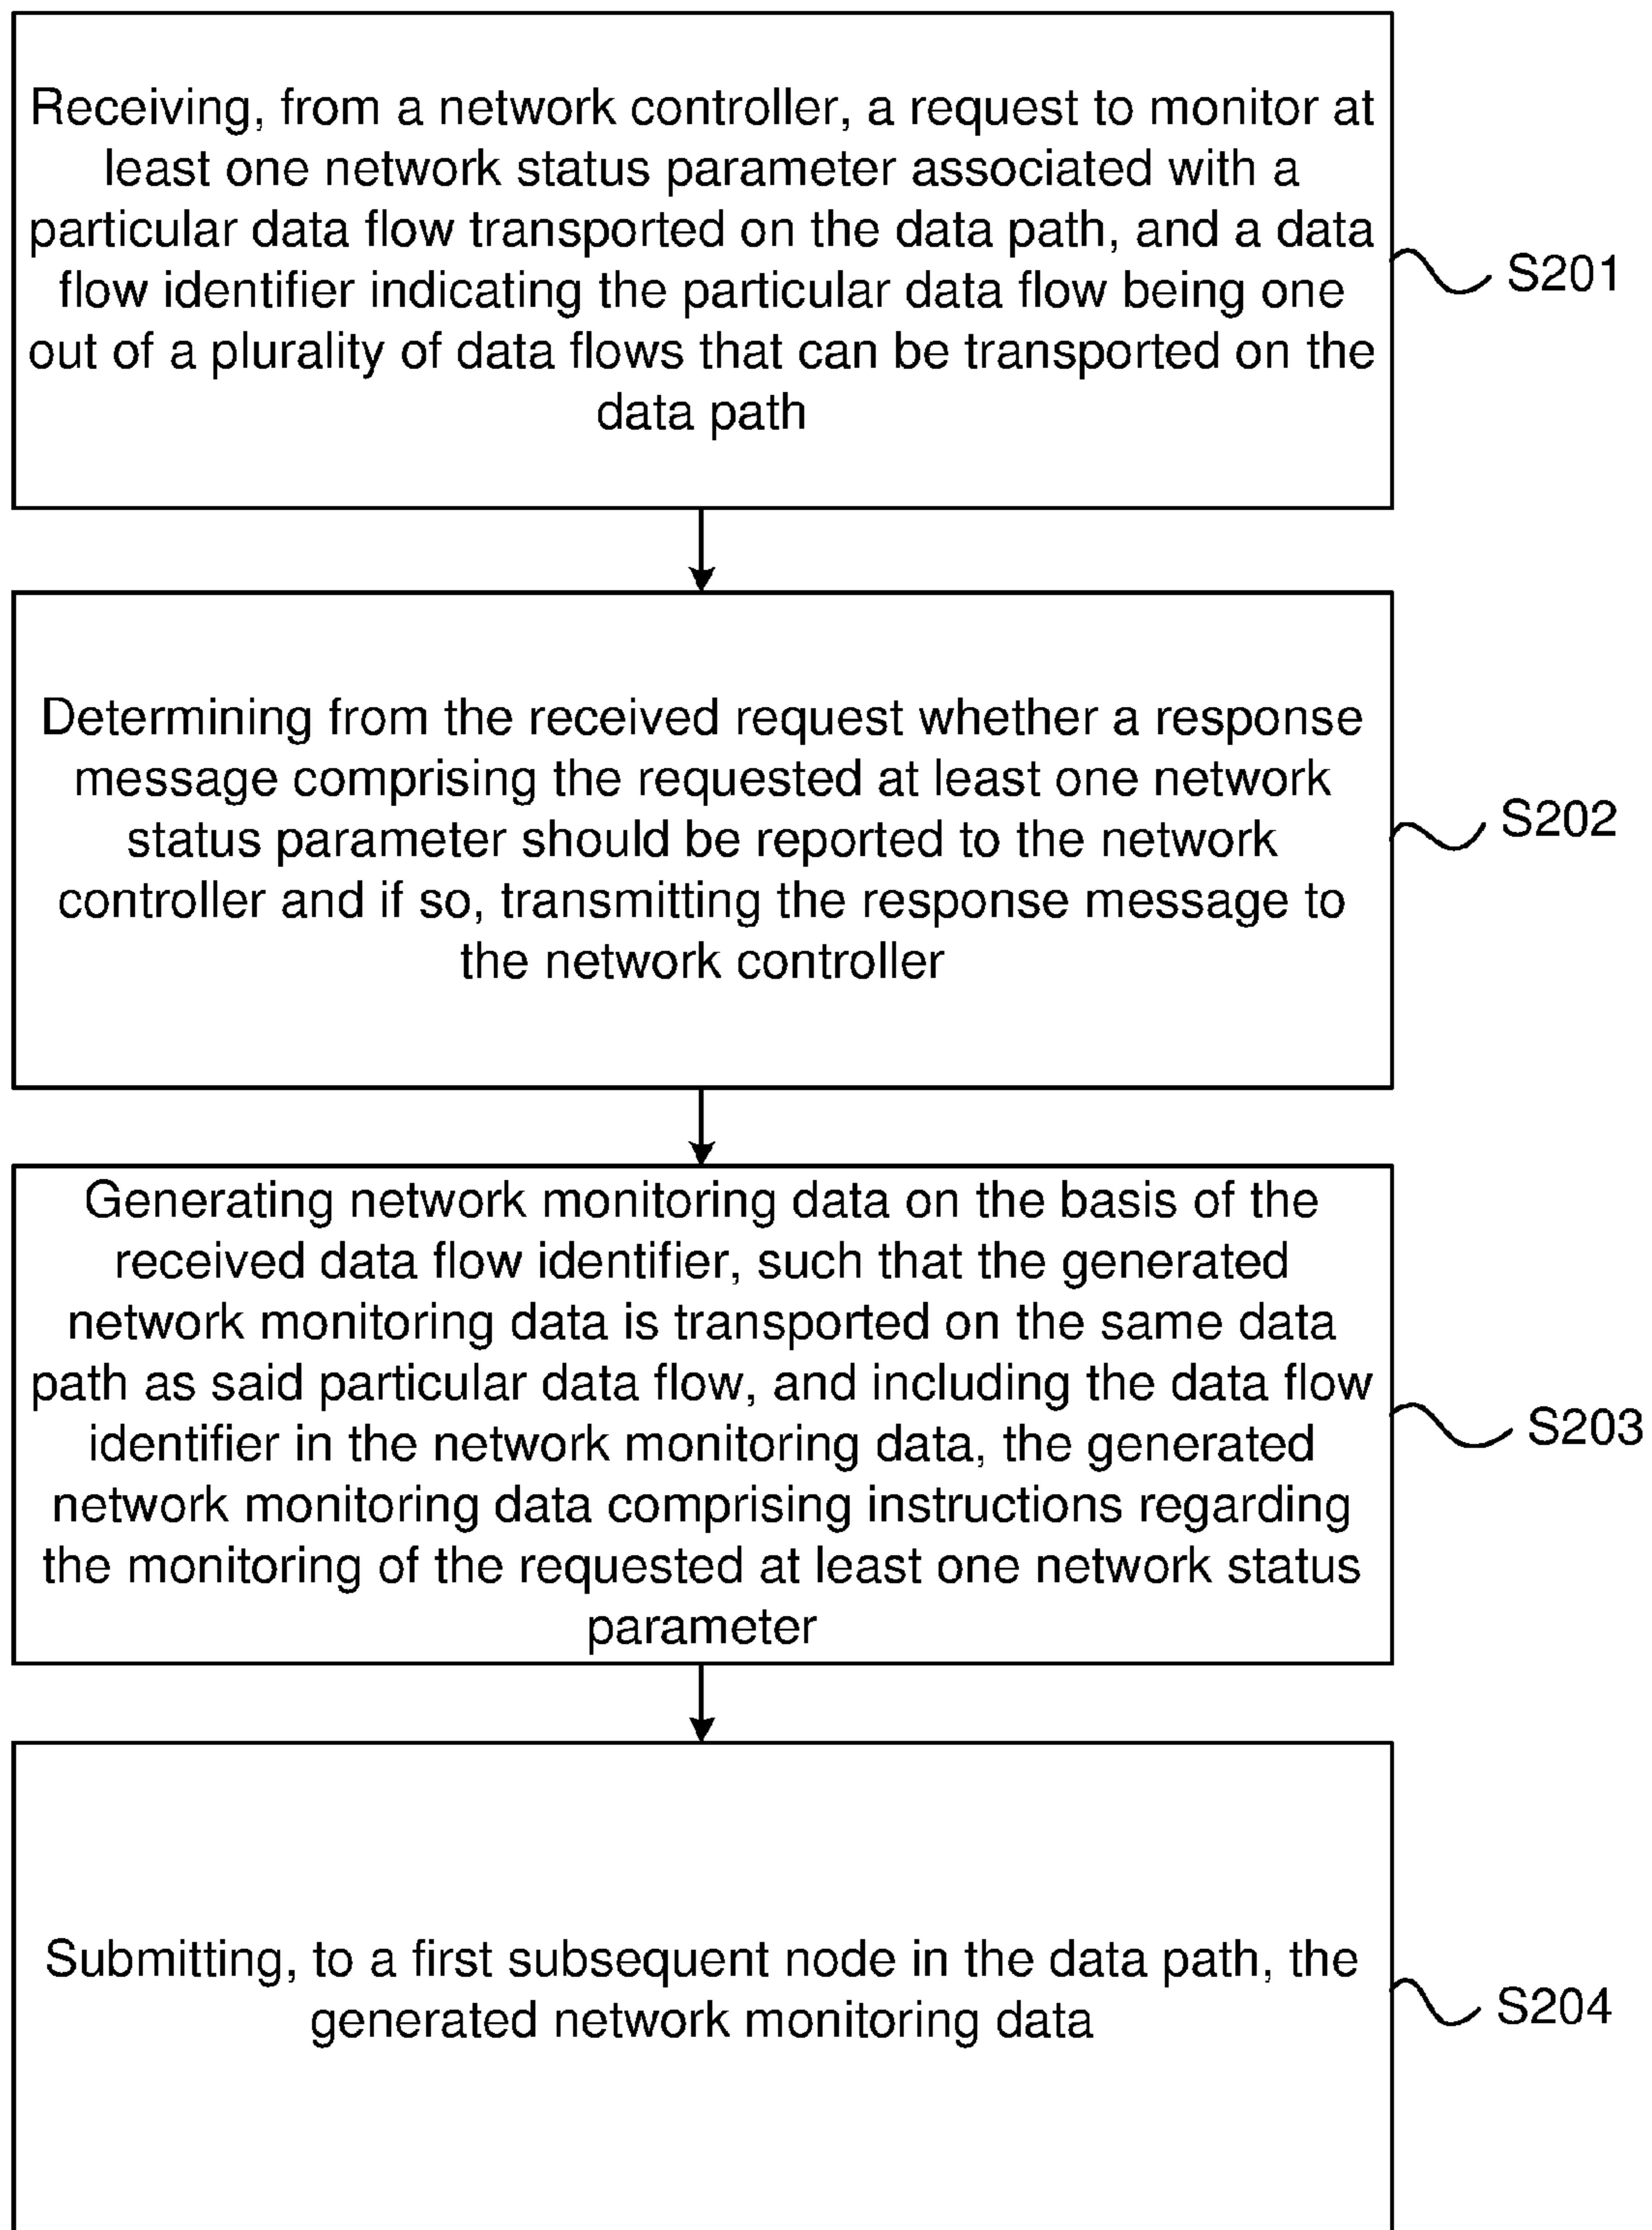 Receiving, from a network controller, a request to monitor at
least one network status parameter associated with a
particular data flow transported on the data path, and a data
flow identifier indicating the particular data flow being one
out of a plurality of data flows that can be transported on the
data path
S201
Determining from the received request whether a response
message comprising the requested at least one network
status parameter should be reported to the network
controller and if so, transmitting the response message to
the network controller
S202
Generating network monitoring data on the basis of the
received data flow identifier, such that the generated
network monitoring data is transported on the same data
path as said particular data flow, and including the data flow
identifier in the network monitoring data, the generated
network monitoring data comprising instructions regarding
the monitoring of the requested at least one network status
parameter
S203
Submitting, to a first subsequent node in the data path, the
generated network monitoring data
S204